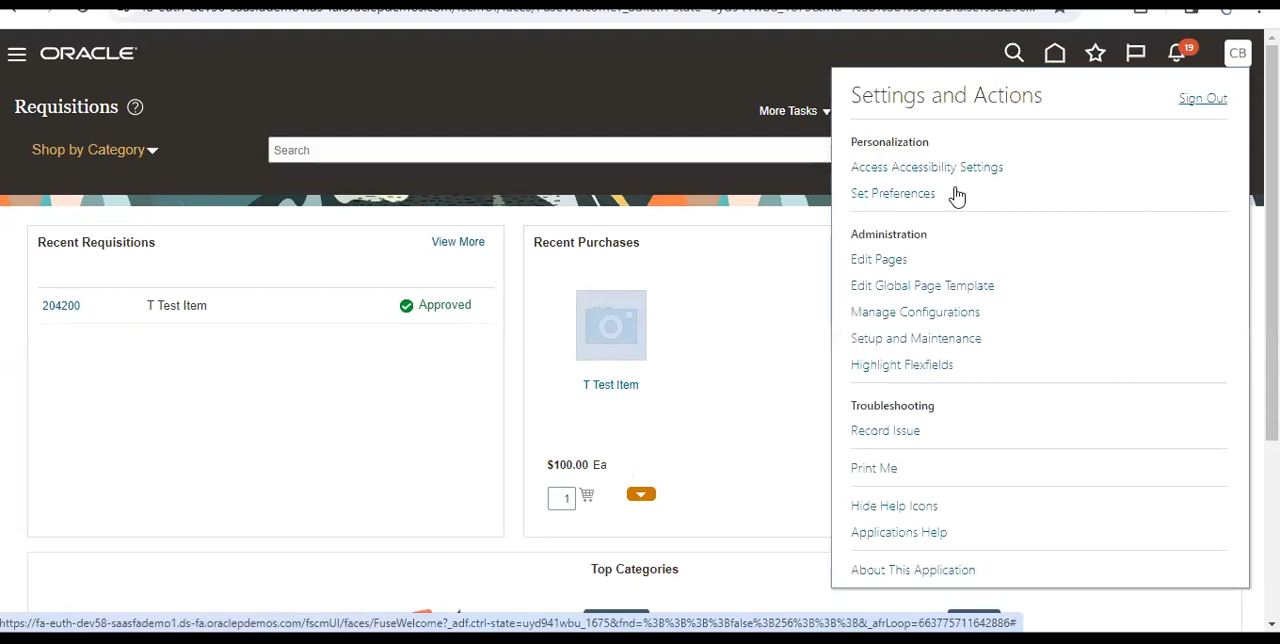 ORACLE
19
CB
Requisitions ?
More Tasks
Shop by Category
Search
Settings and Actions
Sign Out
Personalization
Access Accessibility Settings
Set Preferences
Administration
Edit Pages
Edit Global Page Template
Manage Configurations
Setup and Maintenance
Highlight Flexfields
Troubleshooting
Record Issue
Print Me
Hide Help Icons
Applications Help
About This Application
Recent Requisitions
View More
204200 T Test Item Approved
Recent Purchases
T Test Item
$100.00 Ea
1
Top Categories
https://fa-euth-dev58-saasfademo1.ds-fa.oraclepdemos.com/fscmUI/faces/FuseWelcome?_adf.ctrl-state=uyd941wbu_1675&fnd=%3B%3B%3B%3Bfalse%3B256%3B%3B%3B&_afrLoop=663775711642886#